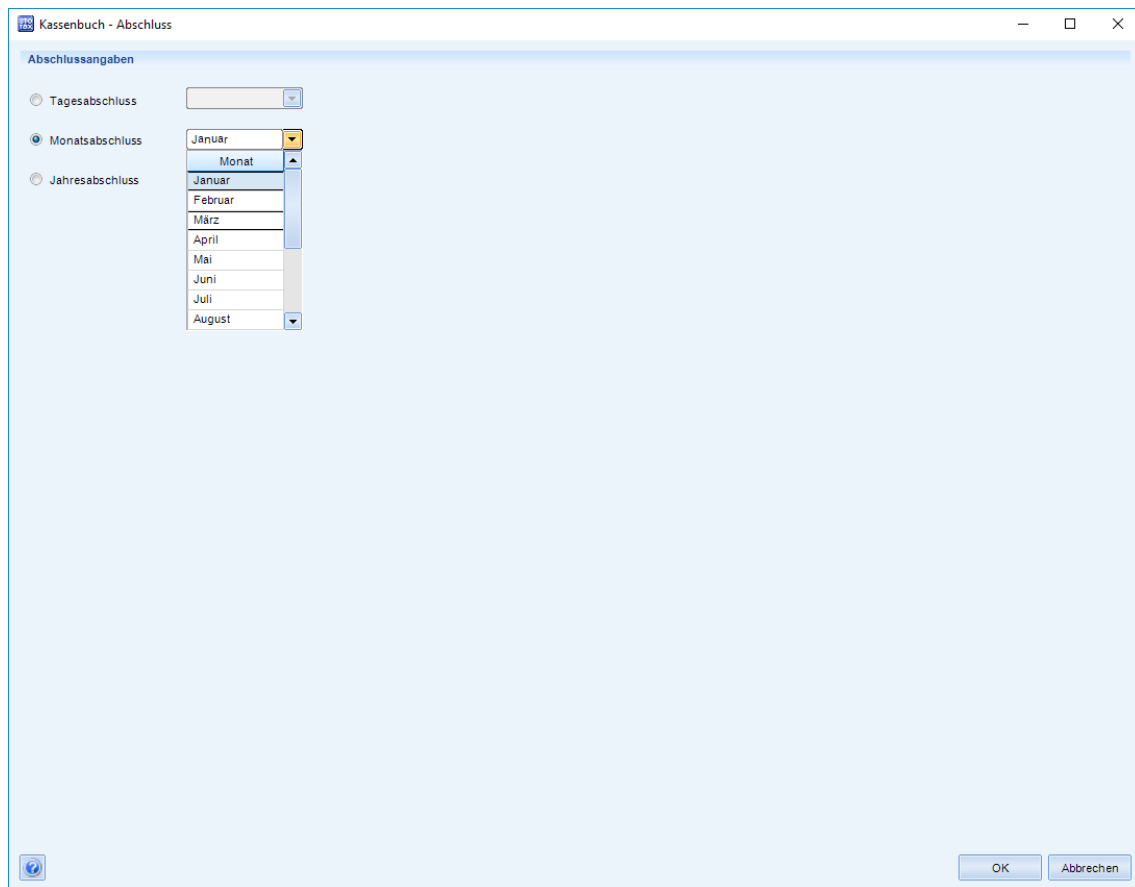 Kassenbuch - Abschluss
Abschlussangaben
Tagesabschluss
Monatsabschluss
Januar
Monat
Jahresabschluss
Januar
Februar
März
April
Mai
Juni
Juli
August
OK
Abbrechen